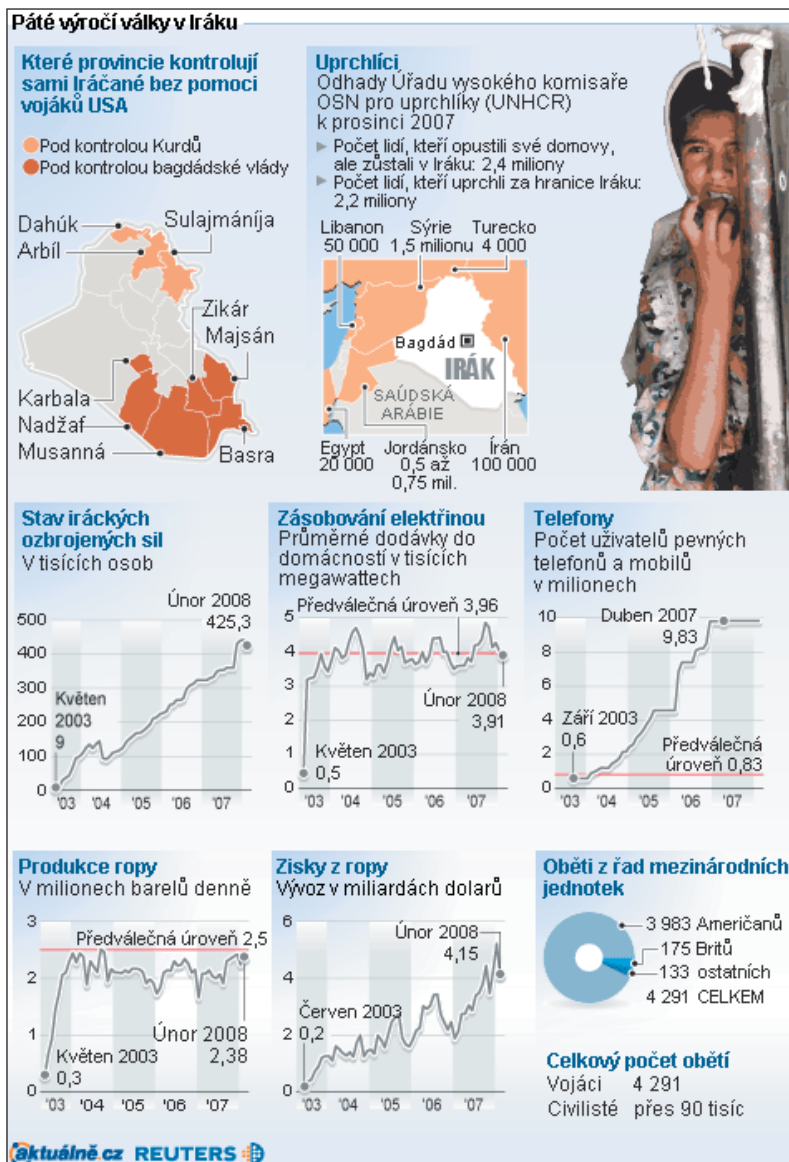 Páté výročí války v Iráku
Které provincie kontrolují
sami Iráčané bez pomoci
vojáků USA
Pod kontrolou Kurdů
Pod kontrolou bagdádské vlády
Dahúk
Sulajmáníja
Arbíl
Zikár
Majsán
Karbala
Nadžaf
Musanná
Basra
Uprchlíci
Odhady Úřadu vysokého komisaře
OSN pro uprchlíky (UNHCR)
k prosinci 2007
Počet lidí, kteří opustili své domovy,
ale zůstali v Iráku: 2,4 miliony
Počet lidí, kteří uprchli za hranice Iráku:
2,2 miliony
Libanon
50 000
Sýrie
1,5 milionu
Turecko
4 000
Bagdád
IRÁK
SAÚDSKÁ
ARÁBIE
Egypt
20 000
Jordánsko
0,5 až
0,75 mil.
Írán
100 000
Stav iráckých
ozbrojených sil
V tisících osob
Únor 2008
425,3
500
400
300
200
100
0
Květen
2003
9
'03 '04 '05 '06 '07
Zásobování elektřinou
Průměrné dodávky do
domácností v tisících
megawattech
Předválečná úroveň 3,96
5
4
3
2
1
0
Únor 2008
3,91
Květen 2003
0,5
'03 '04 '05 '06 '07
Telefony
Počet uživatelů pevných
telefonů a mobilů
v milionech
10
8
6
4
2
0
Duben 2007
9,83
Září 2003
0,6
Předválečná
úroveň 0,83
'03 '04 '05 '06 '07
Produkce ropy
V milionech barelů denně
3
2
1
0
Předválečná úroveň 2,5
Únor 2008
2,38
Květen 2003
0,3
'03 '04 '05 '06 '07
Zisky z ropy
Vývoz v miliardách dolarů
6
4
2
0
Únor 2008
4,15
Červen 2003
0,2
'03 '04 '05 '06 '07
Oběti z řad mezinárodních
jednotek
3 983 Američanů
175 Britů
133 ostatních
4 291 CELKEM
Celkový počet obětí
Vojáci 4 291
Civilisté přes 90 tisíc
aktuálně.cz REUTERS